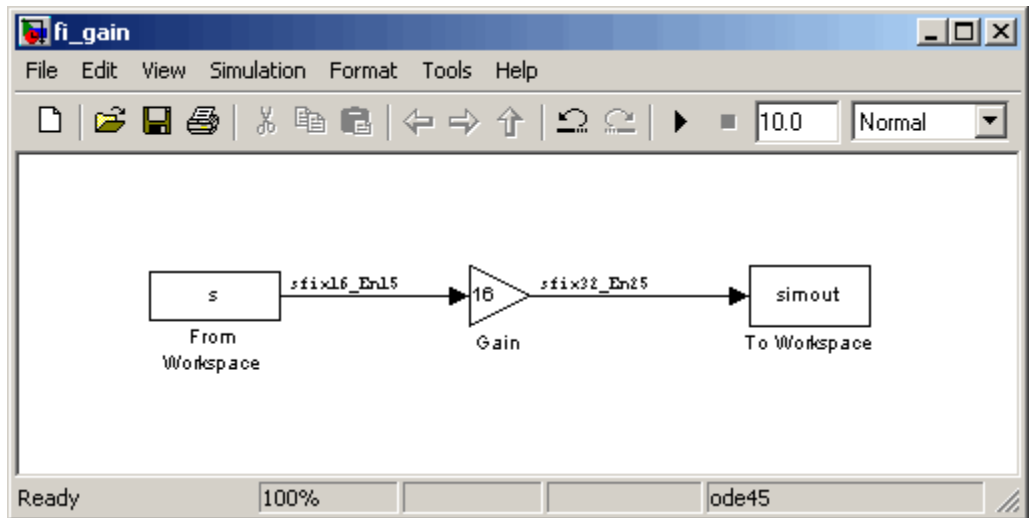 fi_gain
File Edit View Simulation Format Tools Help
10.0 Normal
s sfix16_En15 16 sfix32_En25 simout
From Workspace
Gain
To Workspace
Ready 100% ode45